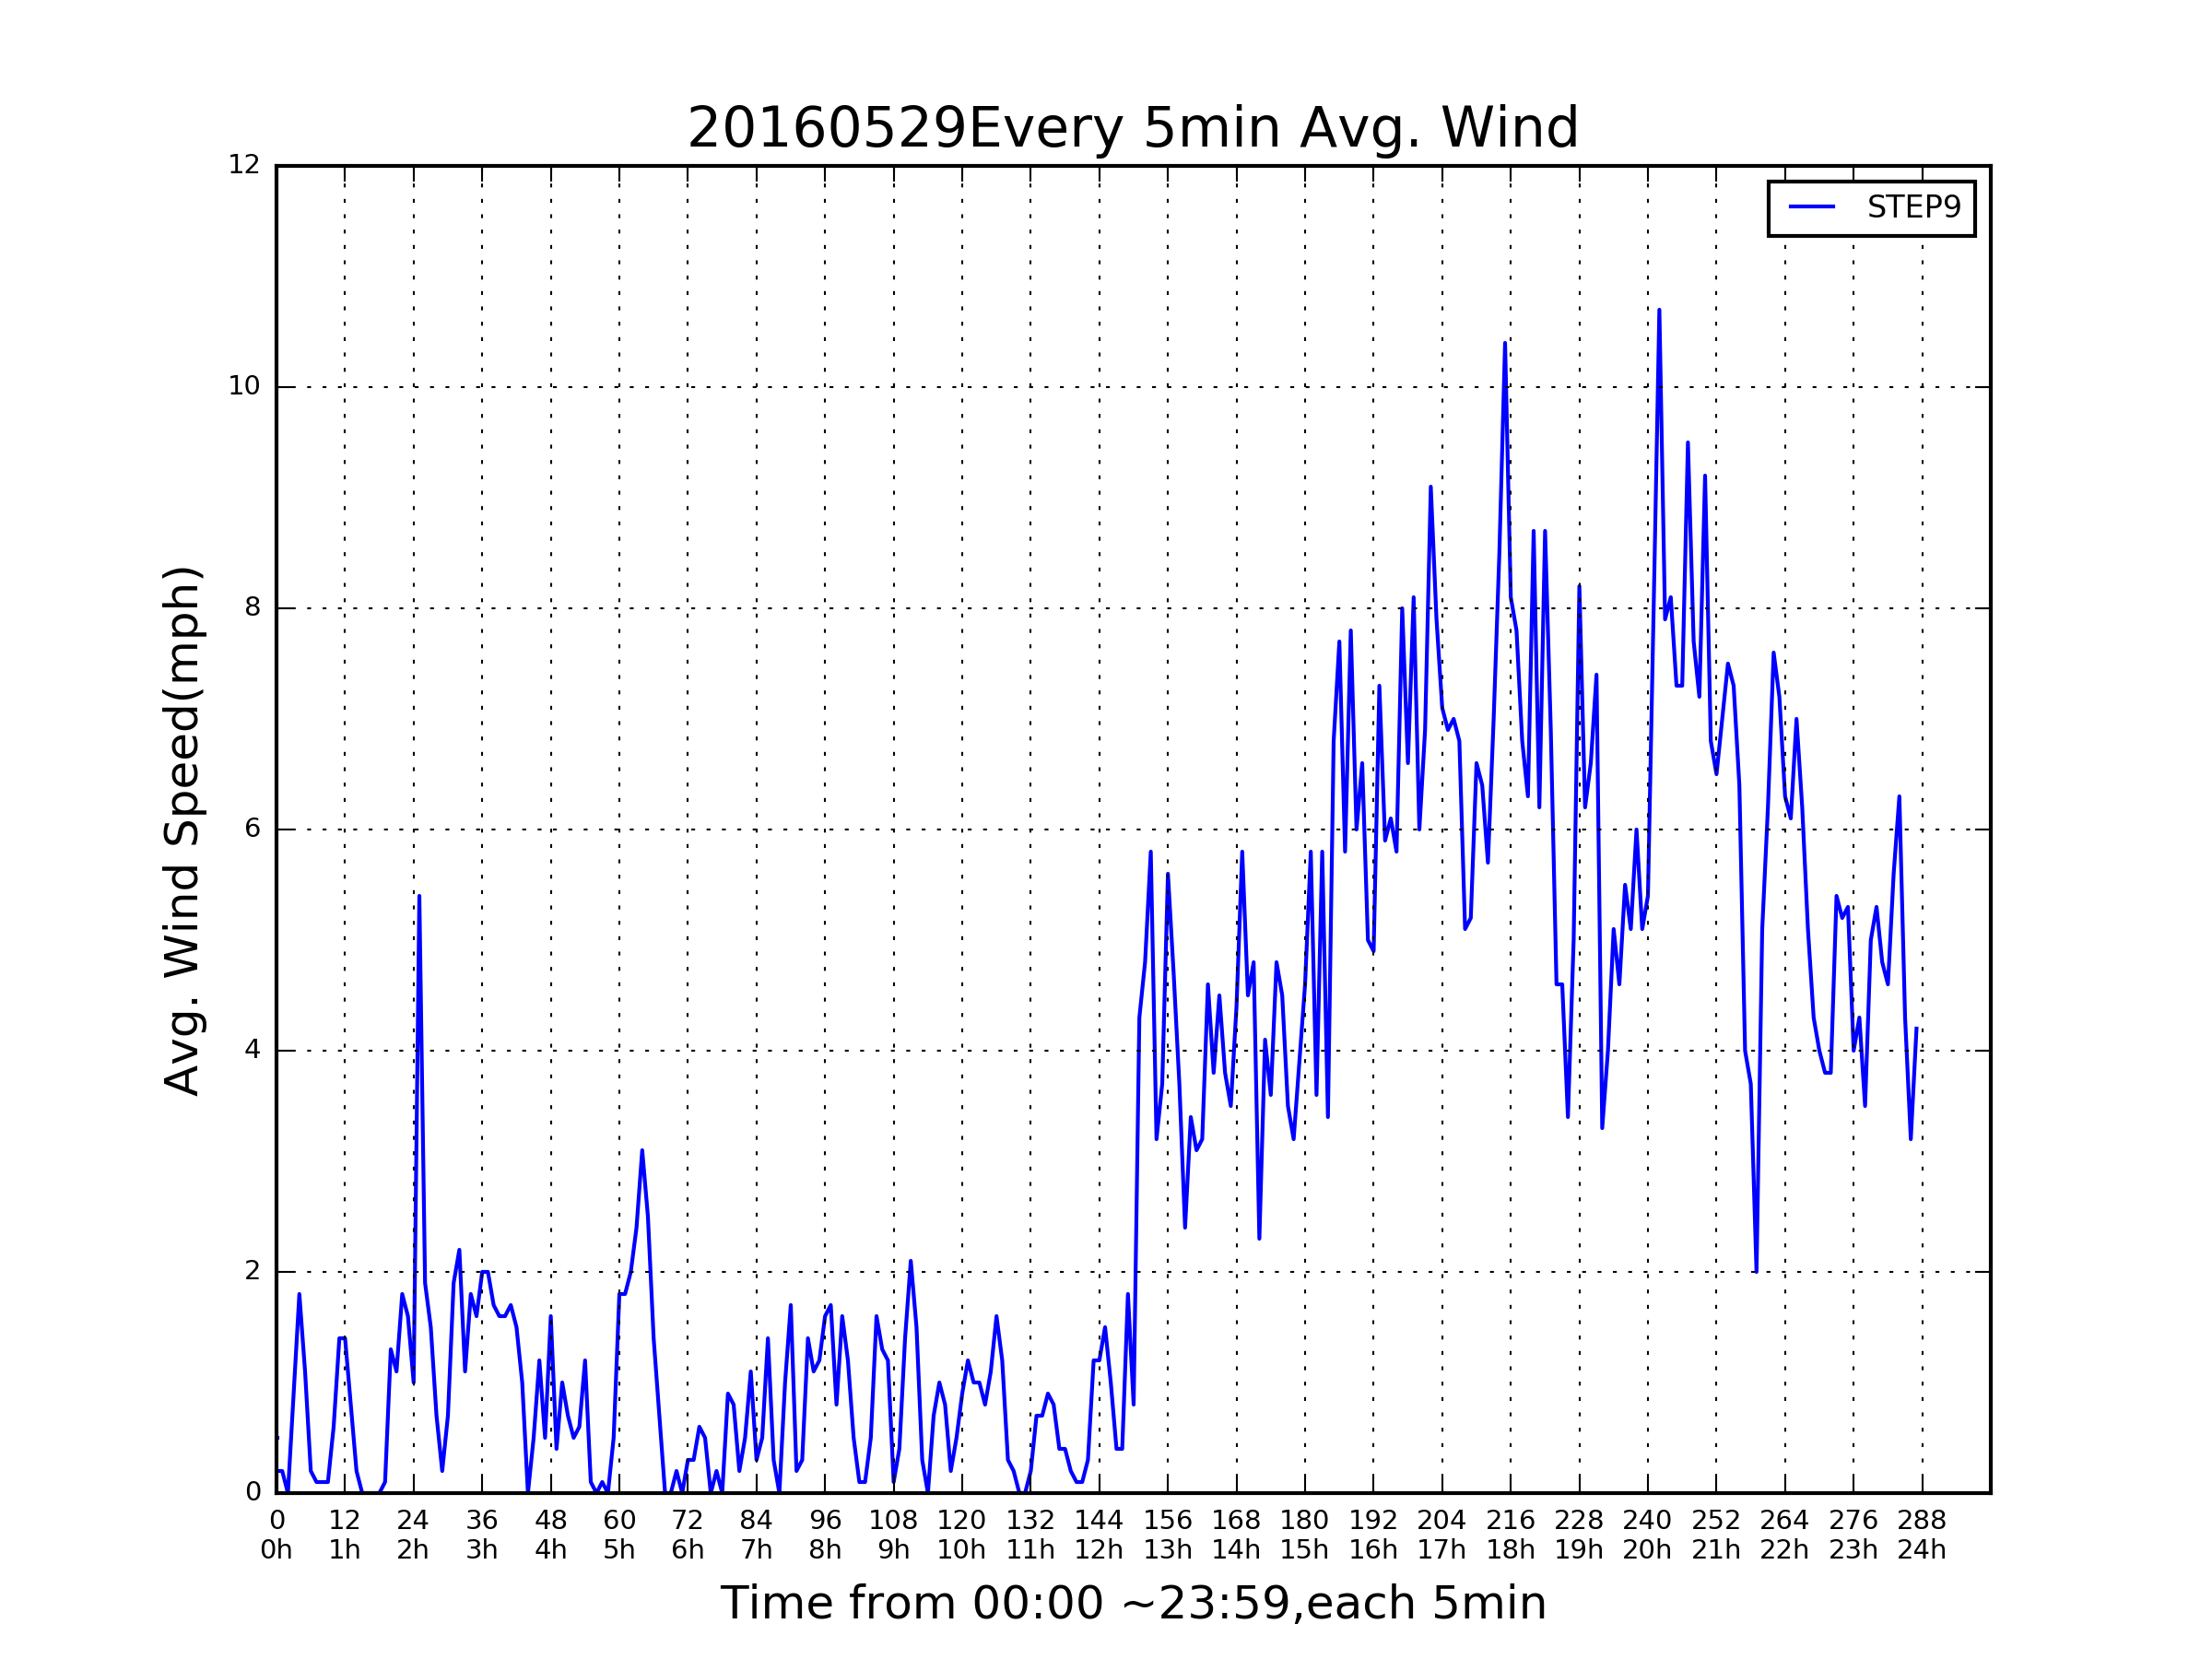 20160529Every 5min Avg. Wind
STEP9
Avg. Wind Speed(mph)
12
10
8
6
4
2
0
0 12 24 36 48 60 72 84 96 108 120 132 144 156 168 180 192 204 216 228 240 252 264 276 288
0h 1h 2h 3h 4h 5h 6h 7h 8h 9h 10h 11h 12h 13h 14h 15h 16h 17h 18h 19h 20h 21h 22h 23h 24h
Time from 00:00 ~23:59,each 5min